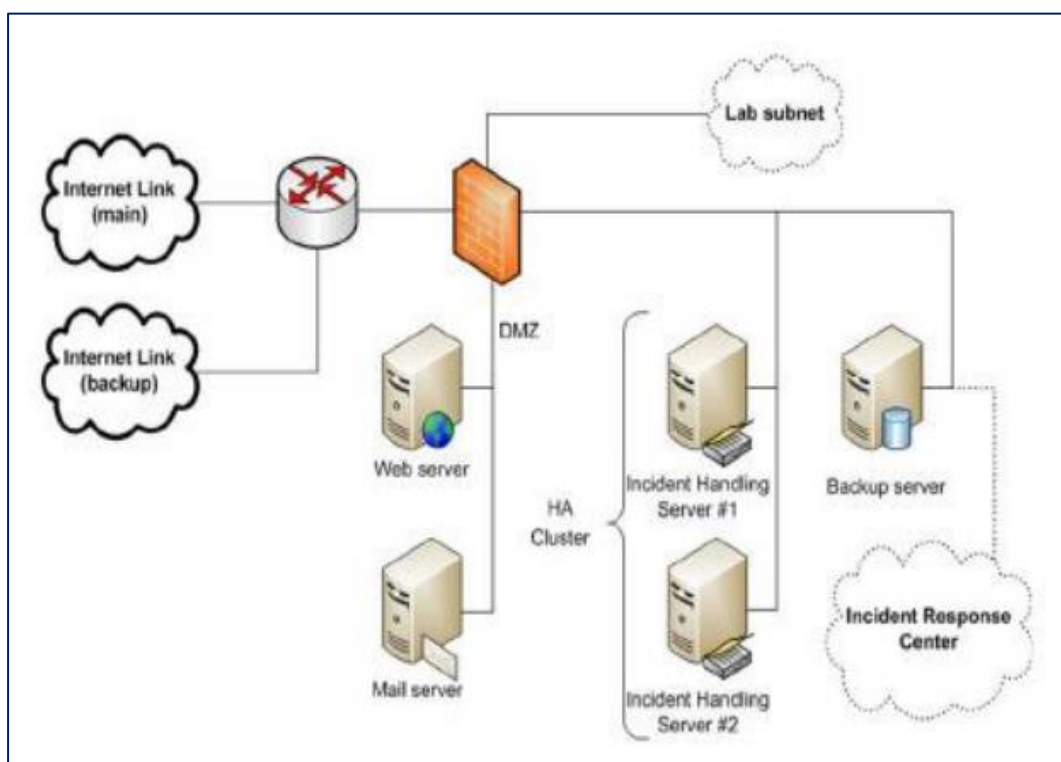 Lab subnet
Internet Link
(main)
Internet Link
(backup)
DMZ
Web server
Mail server
HA
Cluster
Incident Handling
Server #1
Incident Handling
Server #2
Backup server
Incident Response
Center